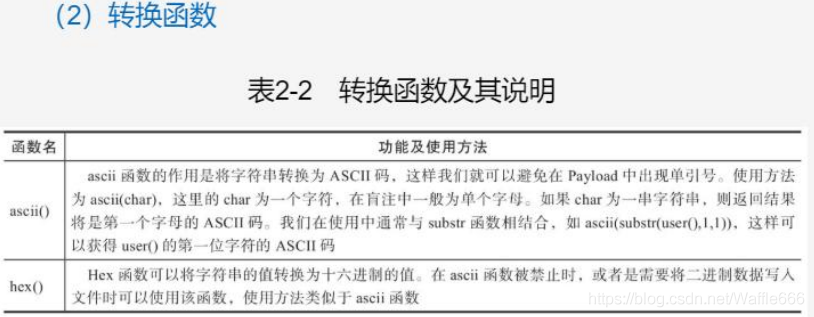 （2）转换函数
表2-2 转换函数及其说明
函数名 功能及使用方法
ascii 函数的作用是将字符串转换为 ASCII 码，这样我们就可以避免在 Payload 中出现单引号。使用方法
为 ascii(char)，这里的 char 为一个字符，在盲注中一般为单个字母。如果 char 为一串字符串，则返回结果
ascii()
将是第一个字母的 ASCII 码。我们在使用中通常与 substr 函数相结合，如 ascii(substr(user(),1,1))，这样可
以获得 user() 的第一位字符的 ASCII 码
Hex 函数可以将字符串的值转换为十六进制的值。在 ascii 函数被禁止时，或者是需要将二进制数据写入
hex()
文件时可以使用该函数，使用方法类似于 ascii 函数
https://blog.csdn.net/Waffle666